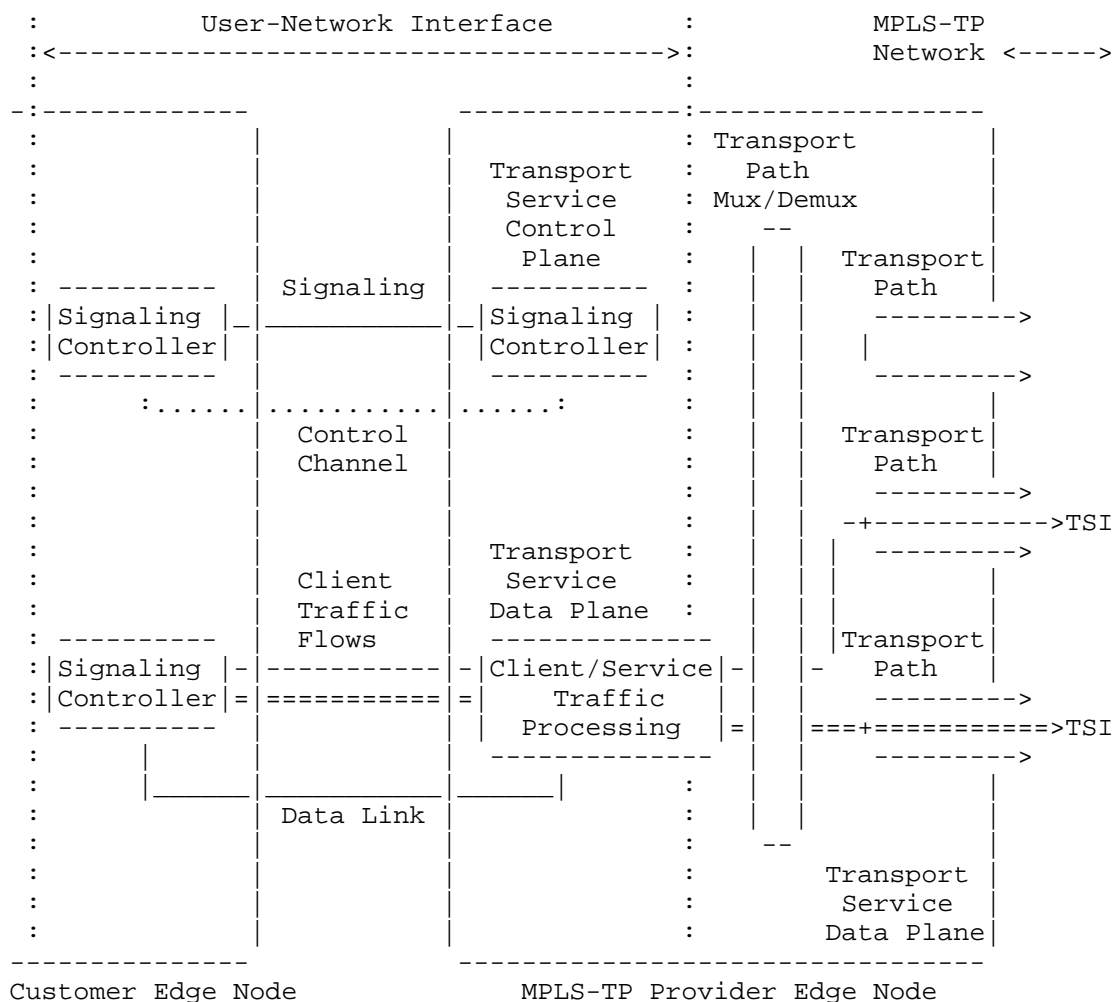 User-Network Interface MPLS-TP
Network
Transport
Transport Path
Service Mux/Demux
Control
Plane Transport
Signaling Path
Signaling Signaling
Controller Controller
Control Transport
Channel Path
TSI
Transport
Client Service
Traffic Data Plane
Flows Transport
Signaling Client/Service Path
Controller Traffic
Processing TSI
Data Link
Transport
Service
Data Plane
Customer Edge Node MPLS-TP Provider Edge Node